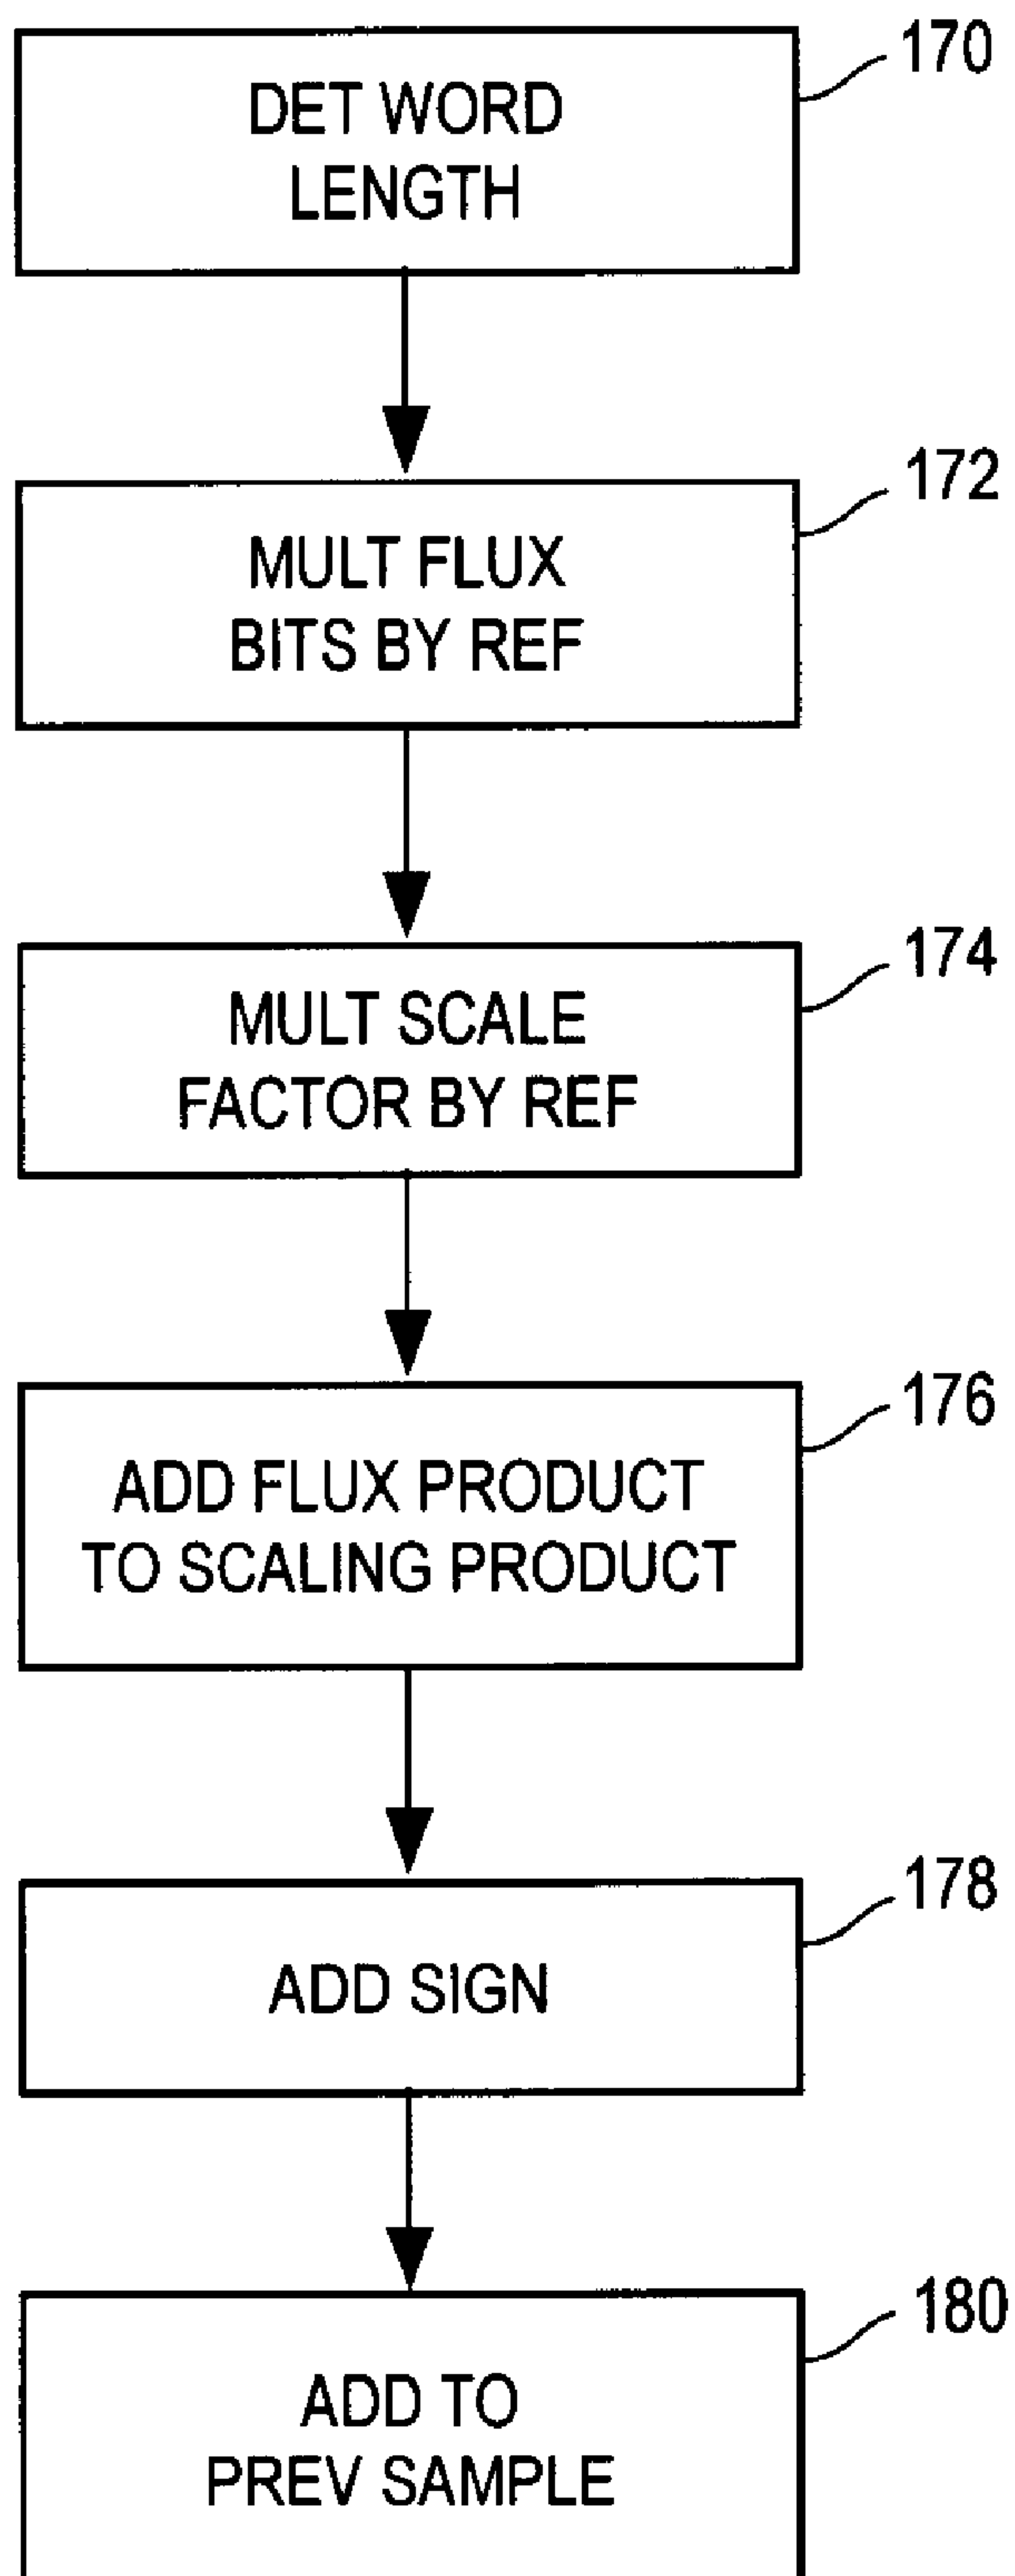 170
DET WORD
LENGTH
172
MULT FLUX
BITS BY REF
174
MULT SCALE
FACTOR BY REF
176
ADD FLUX PRODUCT
TO SCALING PRODUCT
178
ADD SIGN
180
ADD TO
PREV SAMPLE